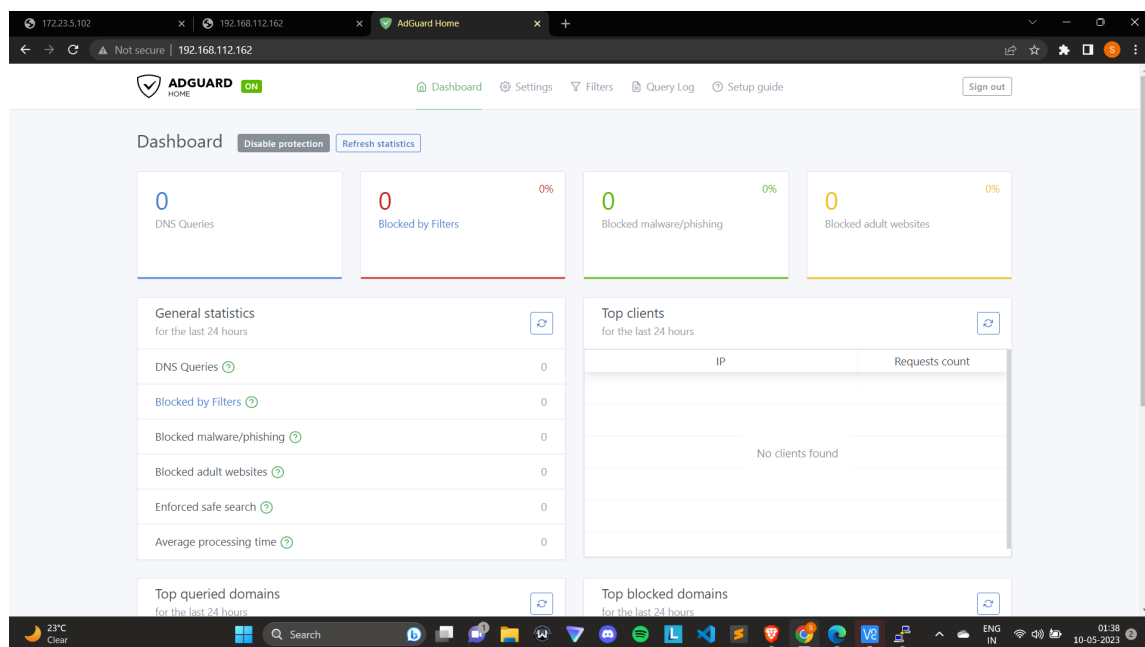 172.23.5.102
192.168.112.162
AdGuard Home
Not secure | 192.168.112.162
S
ADGUARD HOME ON
Dashboard Settings Filters Query Log Setup guide
Sign out
Dashboard Disable protection Refresh statistics
0
DNS Queries
0 0%
Blocked by Filters
0 0%
Blocked malware/phishing
0 0%
Blocked adult websites
General statistics
for the last 24 hours
DNS Queries 0
Blocked by Filters 0
Blocked malware/phishing 0
Blocked adult websites 0
Enforced safe search 0
Average processing time 0
Top clients
for the last 24 hours
IP Requests count
No clients found
Top queried domains
for the last 24 hours
Top blocked domains
for the last 24 hours
23°C
Clear
Search
ENG
IN
01:38
10-05-2023
2